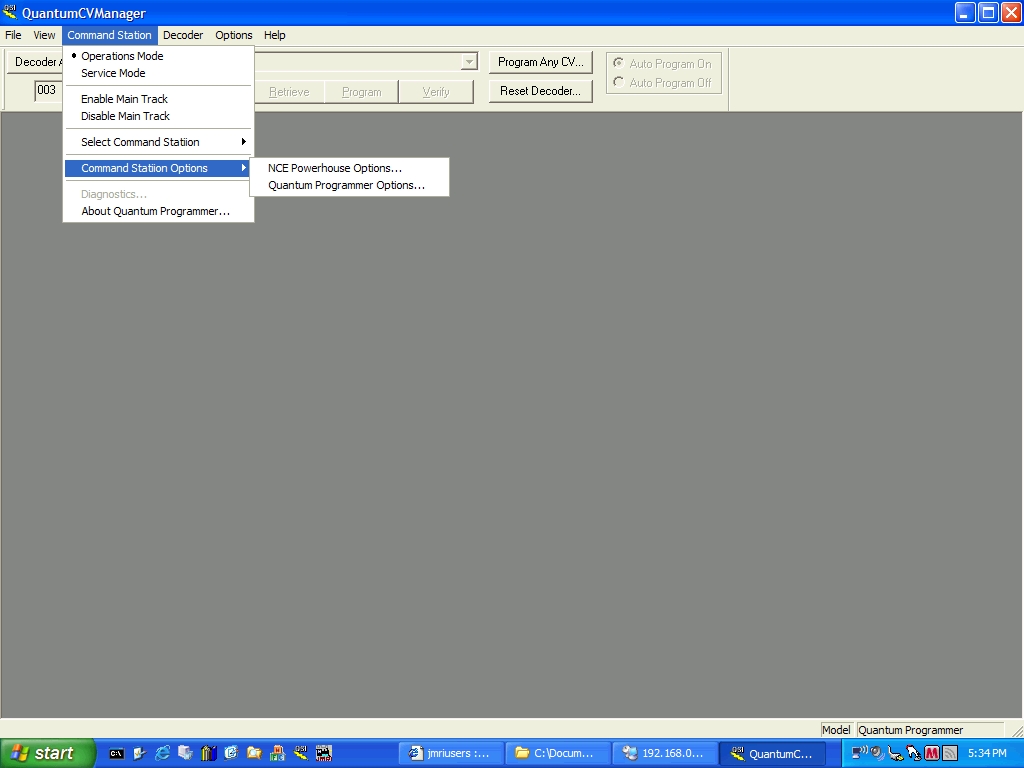 QuantumCVManager
File View Command Station Decoder Options Help
Decoder A
Program Any CV...
Auto Program On
Auto Program Off
003
Retrieve Program Verify
Reset Decoder...
Operations Mode
Service Mode
Enable Main Track
Disable Main Track
Select Command Station
Command Station Options
NCE Powerhouse Options...
Quantum Programmer Options...
Diagnostics...
About Quantum Programmer...
Model Quantum Programmer
start
jmriusers :...
C:\Docum...
192.168.0...
QuantumC...
5:34 PM